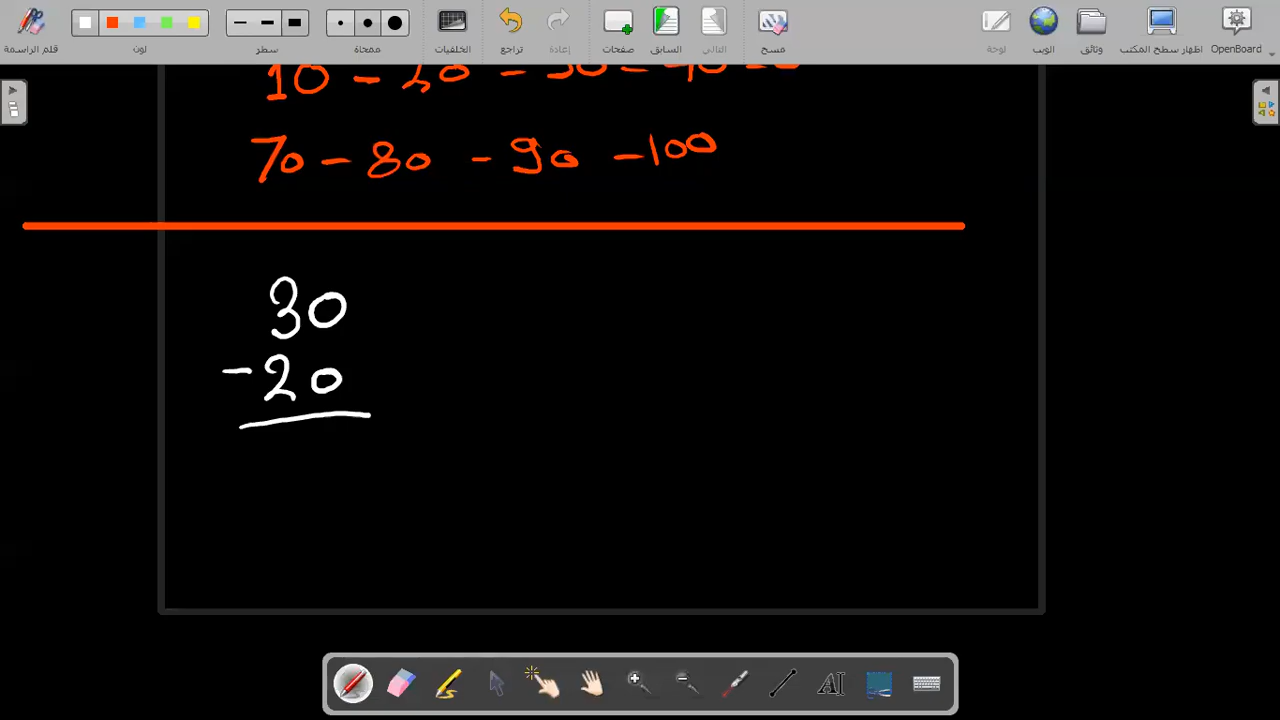 قلم الراسمة
لون
سطر
ممحاة
الخلفيات
تراجع
إعادة
صفحات
السابق
التالي
مسح
لوحة
الويب
وثائق
اظهار سطح المكتب
OpenBoard
70 - 80 - 90 - 100
30
- 20
AI